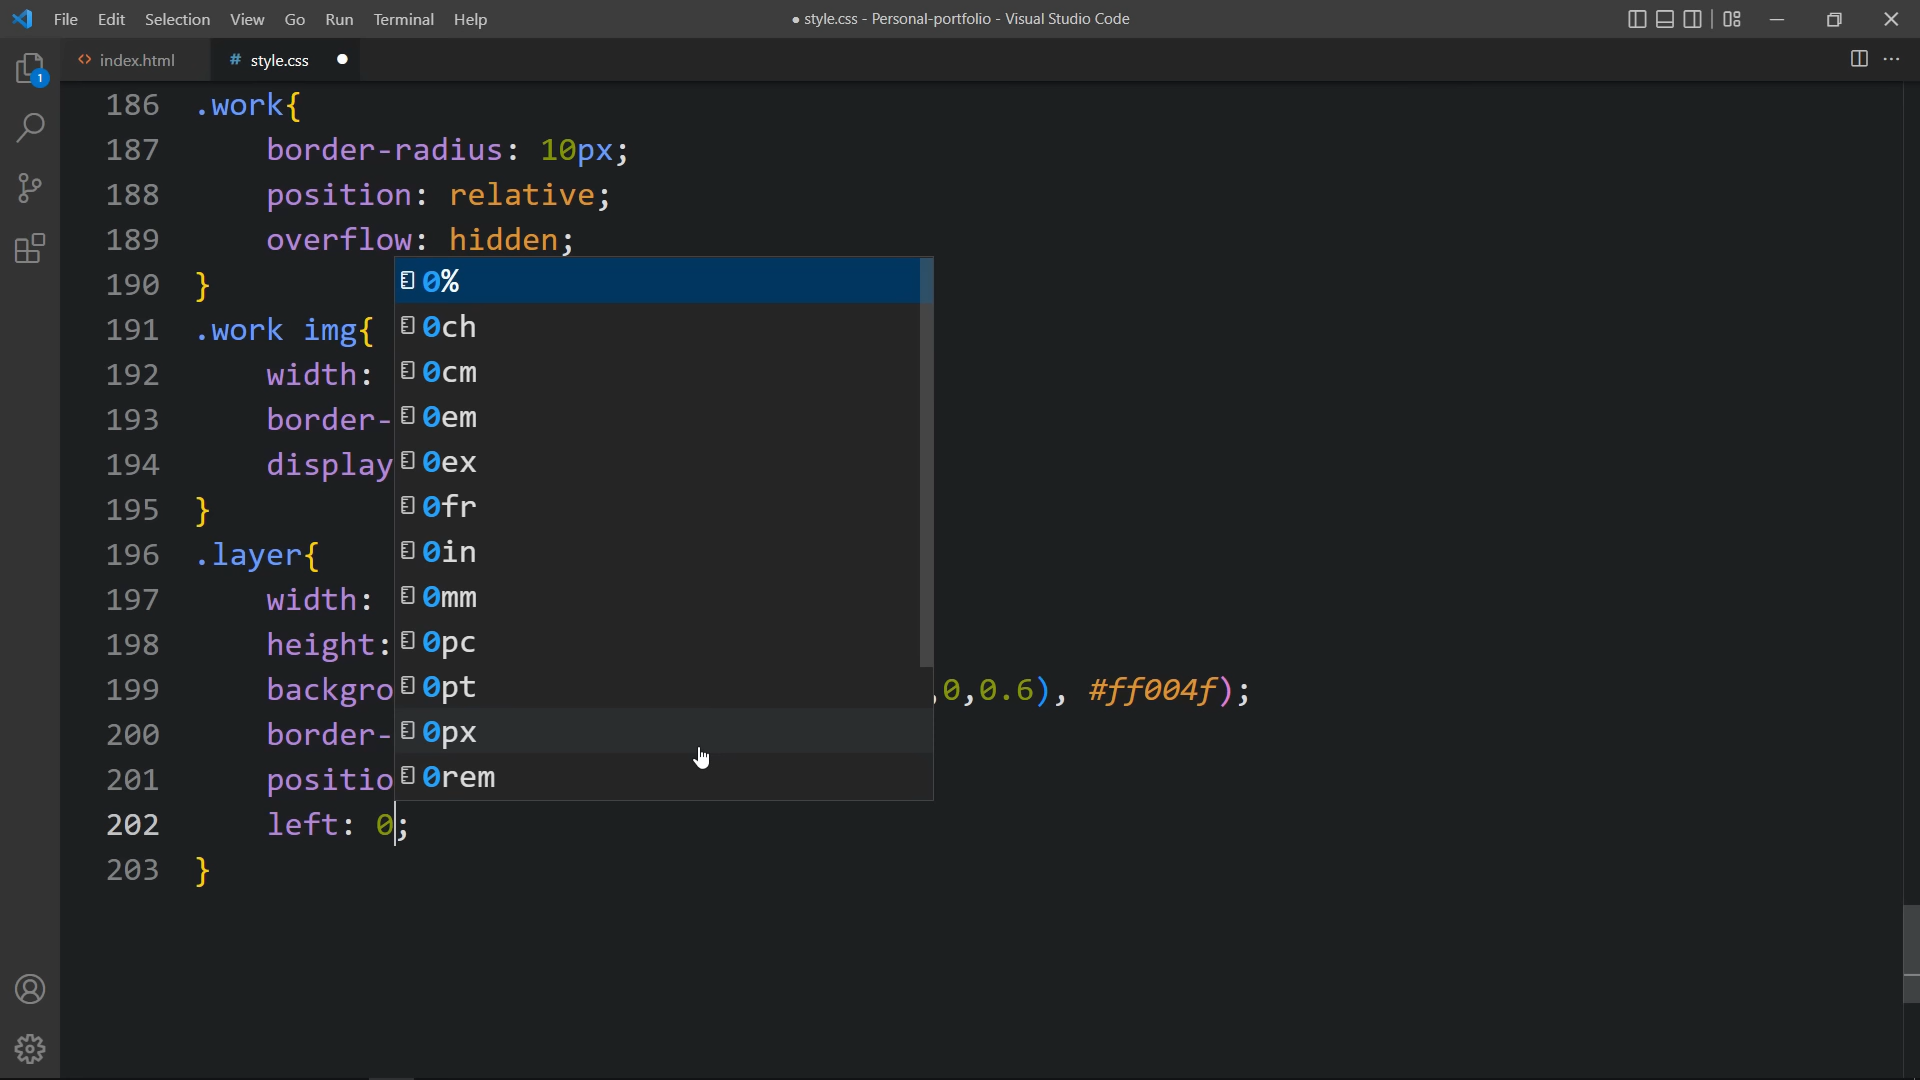 File Edit Selection View Go Run Terminal Help
● style.css - Personal-portfolio - Visual Studio Code
index.html
# style.css ●
1
186 .work{
187 border-radius: 10px;
188 position: relative;
189 overflow: hidden;
190 }
0%
191 .work img{
0ch
192 width:
0cm
193 border-
0em
194 display
0ex
195 }
0fr
196 .layer{
0in
197 width:
0mm
198 height:
0pc
199 backgro
0pt
,0,0.6), #ff004f);
200 border-
0px
201 positio
0rem
202 left: 0;
203 }